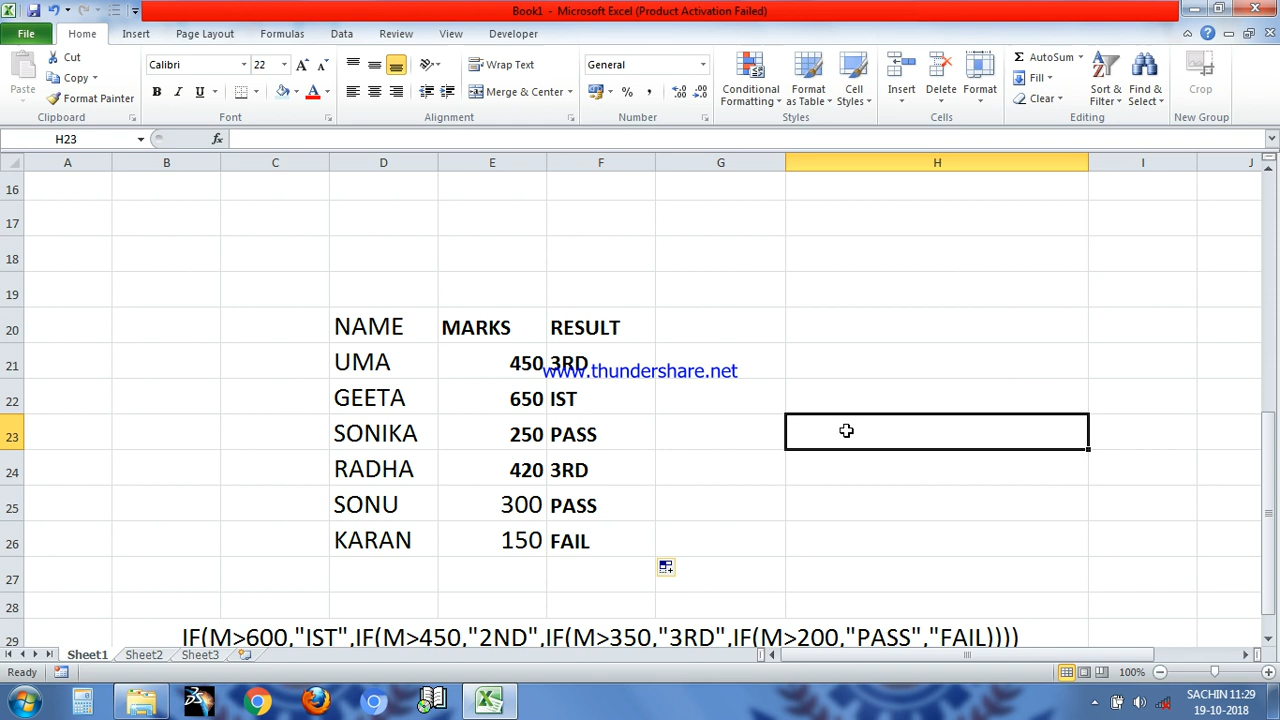 Book1 - Microsoft Excel (Product Activation Failed)
File Home Insert Page Layout Formulas Data Review View Developer
Paste Cut Copy Format Painter
Clipboard
Calibri 22
B I U A
Font
Wrap Text
Merge & Center
Alignment
General
%
Number
Conditional Formatting Format as Table Cell Styles
Styles
Insert Delete Format
Cells
AutoSum
Fill
Clear
Sort & Filter Find & Select
Editing
Crop
New Group
H23 fx
A B C D E F G H I J
16
17
18
19
20 NAME MARKS RESULT
21 UMA 450 3RD
www.thundershare.net
22 GEETA 650 IST
23 SONIKA 250 PASS
24 RADHA 420 3RD
25 SONU 300 PASS
26 KARAN 150 FAIL
27
28
29 IF(M>600,"IST",IF(M>450,"2ND",IF(M>350,"3RD",IF(M>200,"PASS","FAIL))))
Sheet1 Sheet2 Sheet3
Ready 100%
SACHIN 11:29
19-10-2018